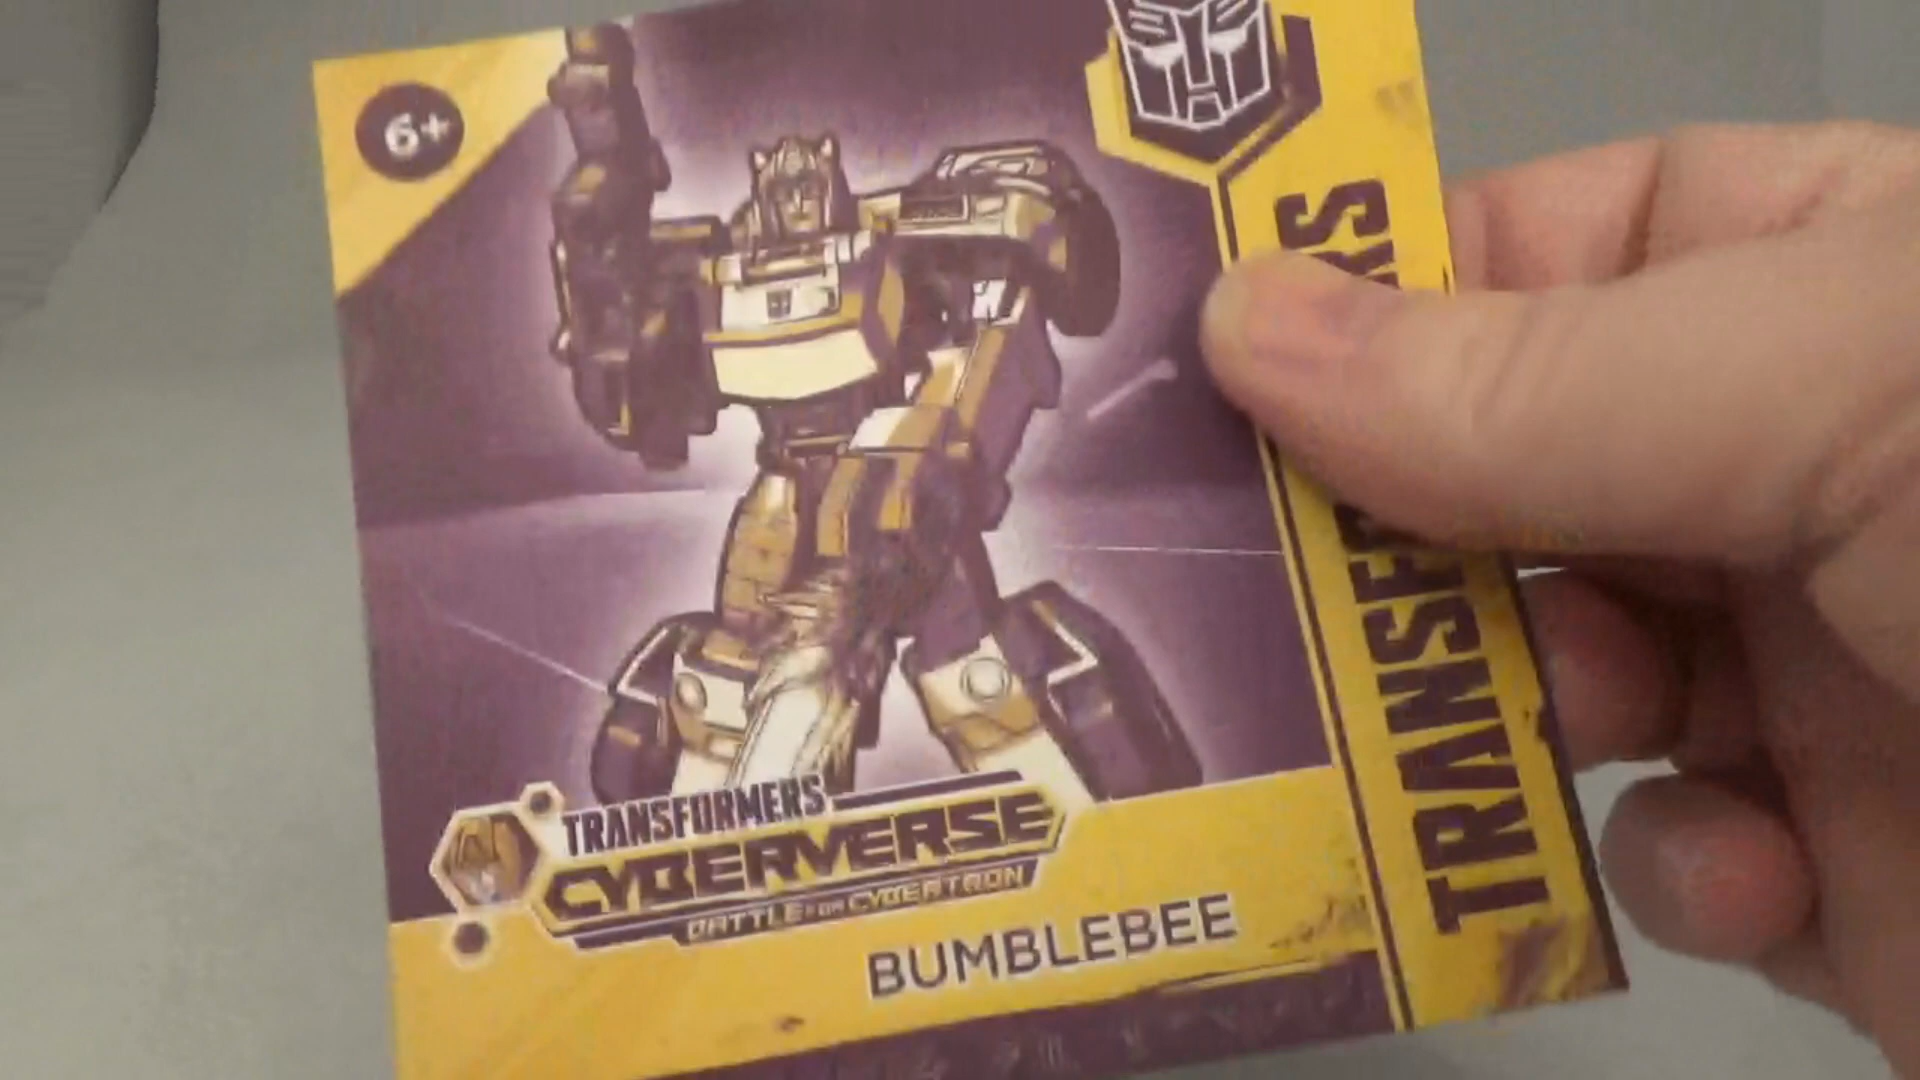 6+
TRANSFORMERS
CYBERVERSE
BATTLE FOR CYBERTRON
BUMBLEBEE